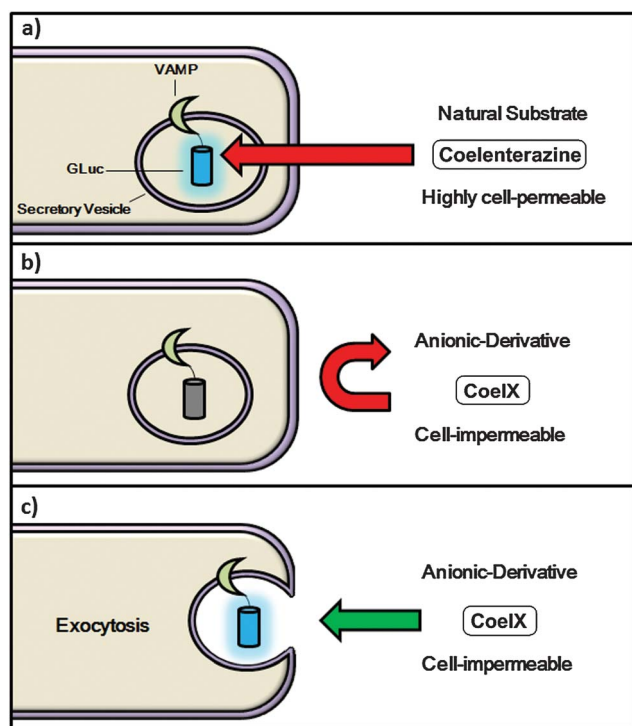 a)
VAMP
GLuc
Secretory Vesicle
Natural Substrate
Coelenterazine
Highly cell-permeable
b)
Anionic-Derivative
CoelX
Cell-impermeable
c)
Exocytosis
Anionic-Derivative
CoelX
Cell-impermeable